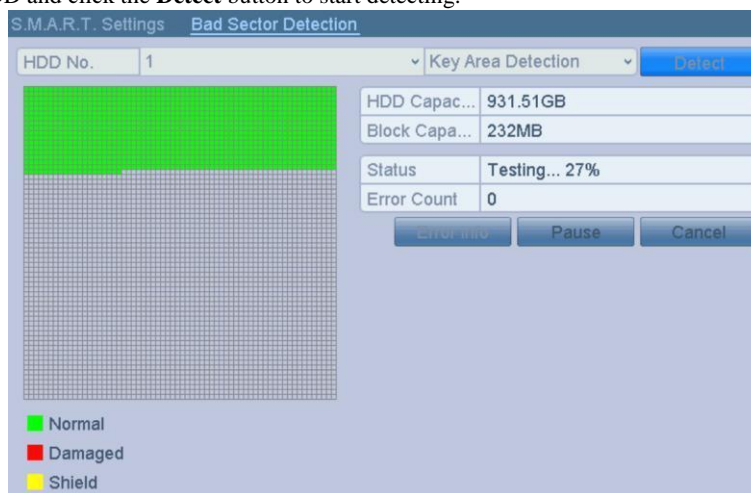 D and click the Detect button to start detecting.
S.M.A.R.T. Settings Bad Sector Detection
HDD No. 1 Key Area Detection Detect
HDD Capac... 931.51GB
Block Capa... 232MB
Status Testing... 27%
Error Count 0
Error Info Pause Cancel
Normal
Damaged
Shield